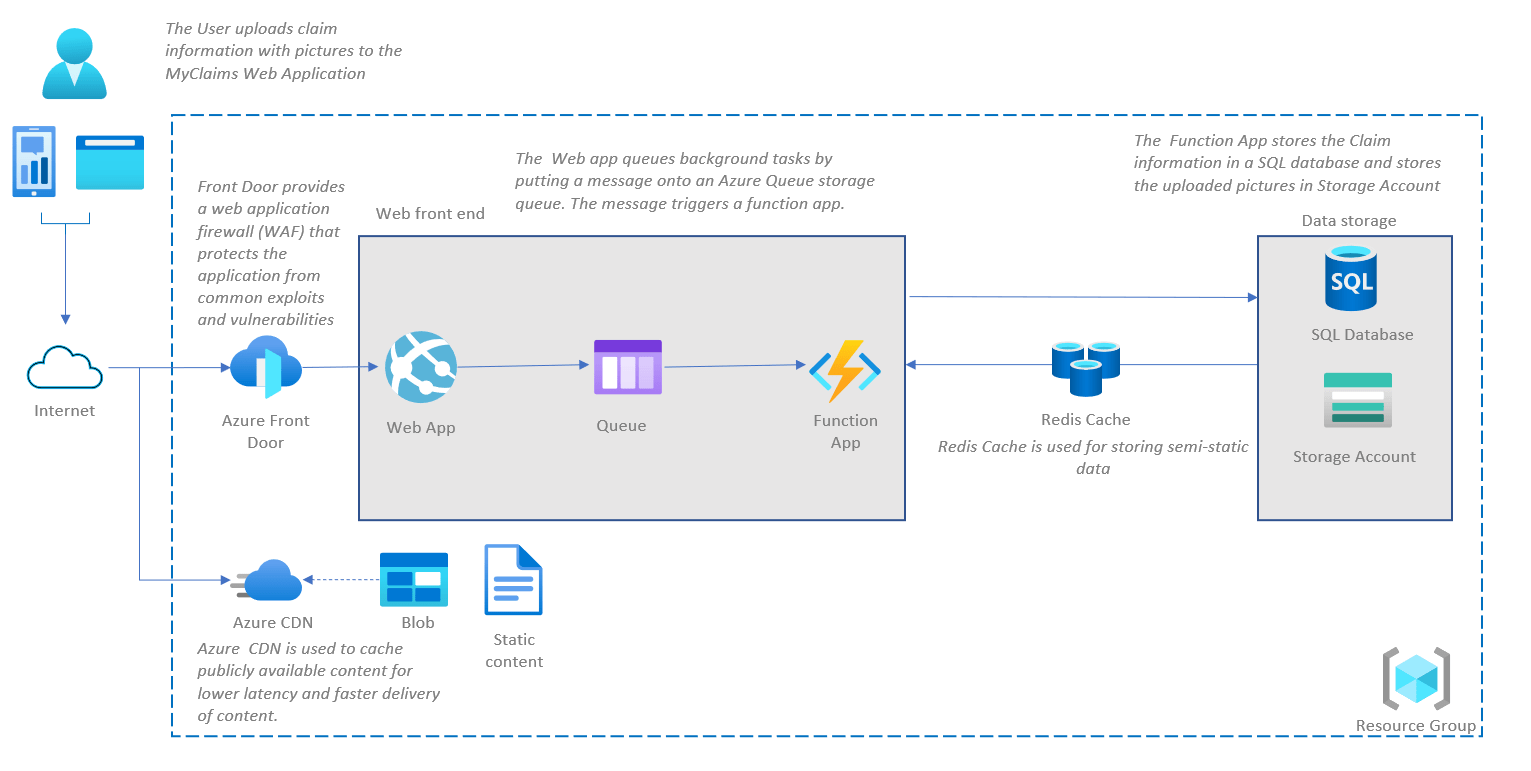 The User uploads claim
information with pictures to the
MyClaims Web Application
Front Door provides
a web application
firewall (WAF) that
protects the
application from
common exploits
and vulnerabilities
Web front end
The  Web app queues background tasks by
putting a message onto an Azure Queue storage
queue. The message triggers a function app.
The  Function App stores the Claim
information in a SQL database and stores
the uploaded pictures in Storage Account
Data storage
SQL
SQL Database
Internet
Azure Front
Door
Web App
Queue
Function
App
Redis Cache
Redis Cache is used for storing semi-static
data
Storage Account
Azure CDN
Blob
Static
content
Azure  CDN is used to cache
publicly available content for
lower latency and faster delivery
of content.
Resource Group